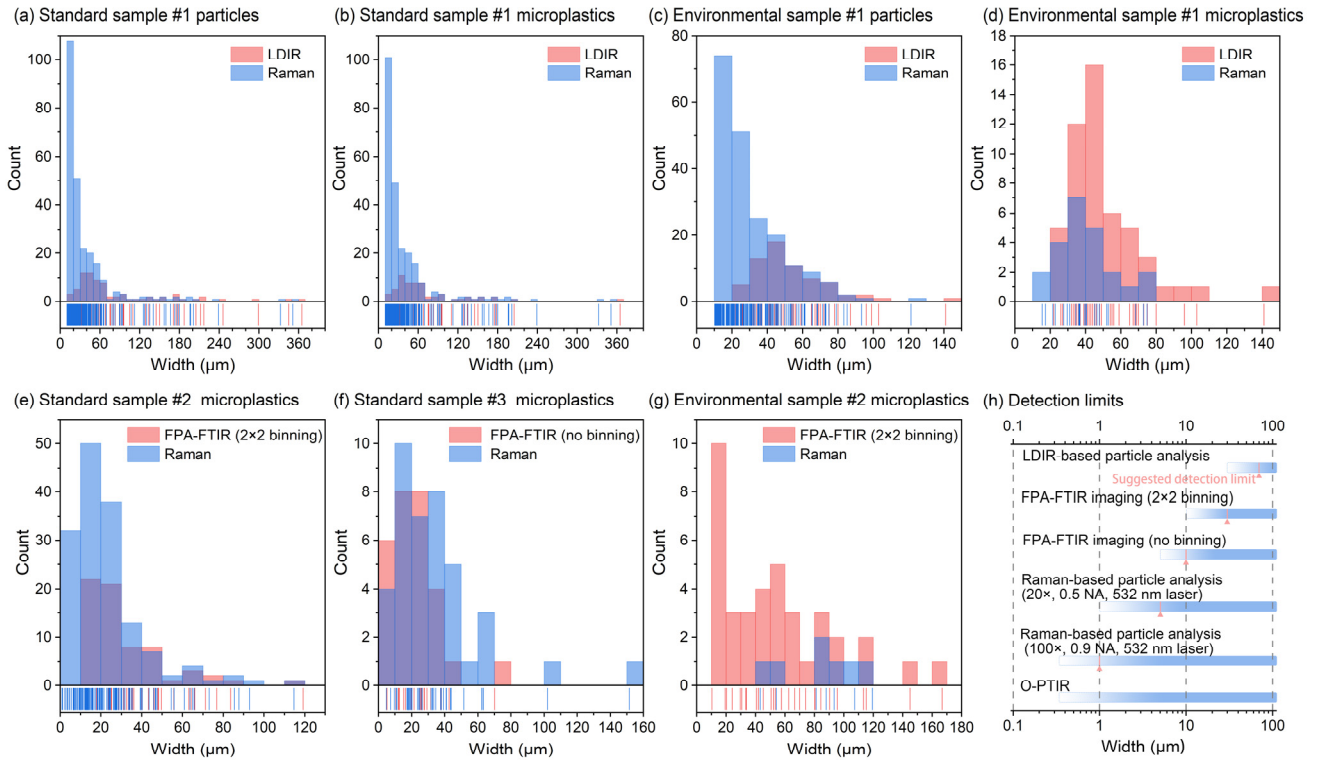 (a) Standard sample #1 particles
(b) Standard sample #1 microplastics
(c) Environmental sample #1 particles
(d) Environmental sample #1 microplastics
100
80
60
40
20
0
Count
LDIR
Raman
0 60 120 180 240 300 360
Width (μm)
100
80
60
40
20
0
Count
LDIR
Raman
0 60 120 180 240 300 360
Width (μm)
80
60
40
20
0
Count
LDIR
Raman
0 20 40 60 80 100 120 140
Width (μm)
18
16
14
12
10
8
6
4
2
0
Count
LDIR
Raman
0 20 40 60 80 100 120 140
Width (μm)
(e) Standard sample #2 microplastics
(f) Standard sample #3 microplastics
(g) Environmental sample #2 microplastics
(h) Detection limits
50
40
30
20
10
0
Count
FPA-FTIR (2×2 binning)
Raman
0 20 40 60 80 100 120
Width (μm)
10
8
6
4
2
0
Count
FPA-FTIR (no binning)
Raman
0 20 40 60 80 100 120 140 160
Width (μm)
10
8
6
4
2
0
Count
FPA-FTIR (2×2 binning)
Raman
0 20 40 60 80 100 120 140 160 180
Width (μm)
0.1 1 10 100
LDIR-based particle analysis
Suggested detection limit
FPA-FTIR imaging (2×2 binning)
FPA-FTIR imaging (no binning)
Raman-based particle analysis
(20×, 0.5 NA, 532 nm laser)
Raman-based particle analysis
(100×, 0.9 NA, 532 nm laser)
O-PTIR
0.1 1 10 100
Width (μm)